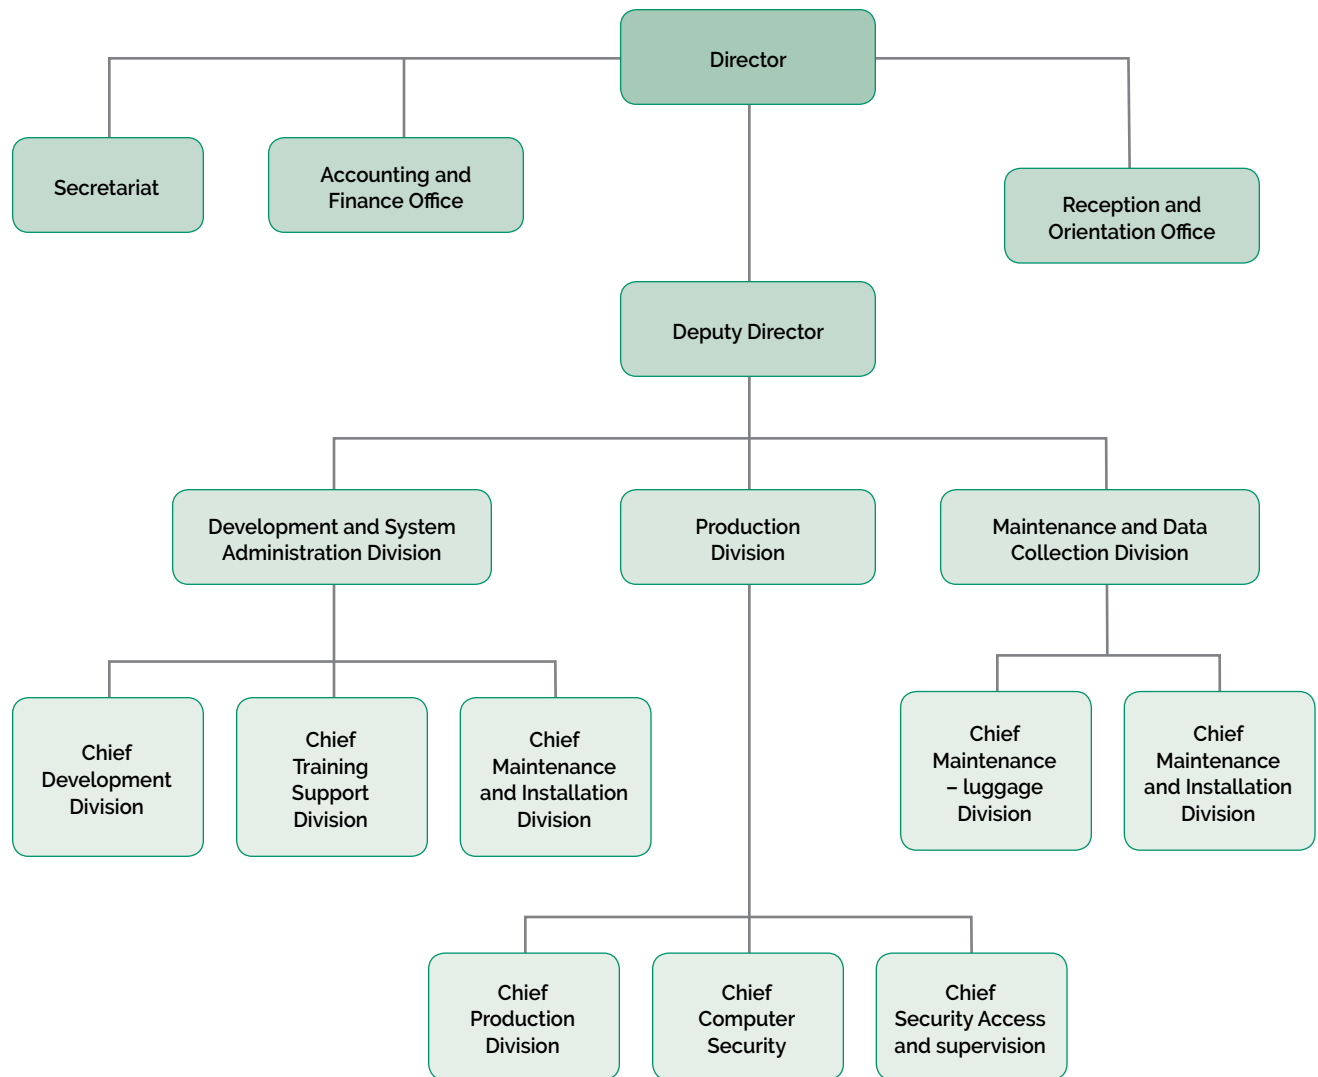 Director
Secretariat
Accounting and
Finance Office
Reception and
Orientation Office
Deputy Director
Development and System
Administration Division
Production
Division
Maintenance and Data
Collection Division
Chief
Development
Division
Chief
Training
Support
Division
Chief
Maintenance
and Installation
Division
Chief
Maintenance
– luggage
Division
Chief
Maintenance
and Installation
Division
Chief
Production
Division
Chief
Computer
Security
Chief
Security Access
and supervision